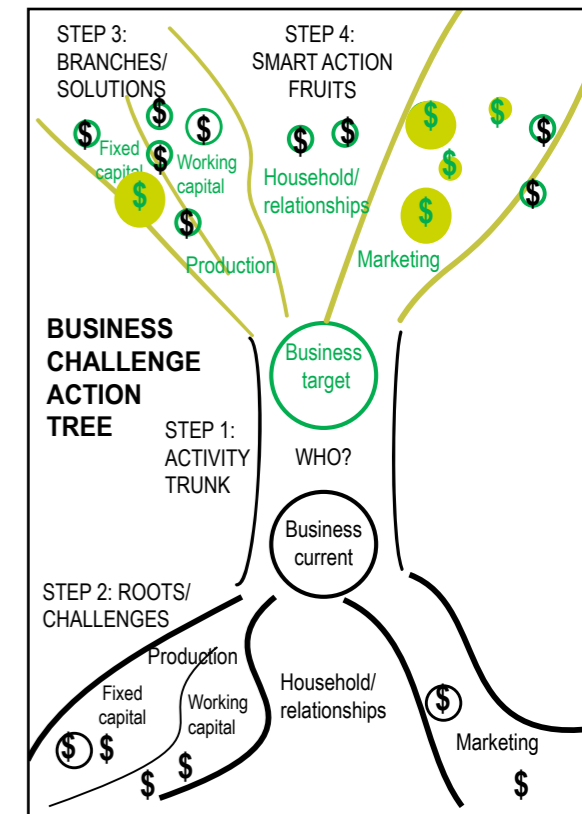 STEP 3:
BRANCHES/
SOLUTIONS
STEP 4:
SMART ACTION
FRUITS
$ $ $ $ $ $ $ $
Fixed
capital
$
Working
capital
$
$
Household/
relationships
$
$
$
$
Production
Marketing
BUSINESS
CHALLENGE
ACTION
TREE
Business
target
STEP 1:
ACTIVITY
TRUNK
WHO?
Business
current
STEP 2: ROOTS/
CHALLENGES
Production
Fixed
capital
Working
capital
Household/
relationships
$
$ $
Marketing
$ $
$